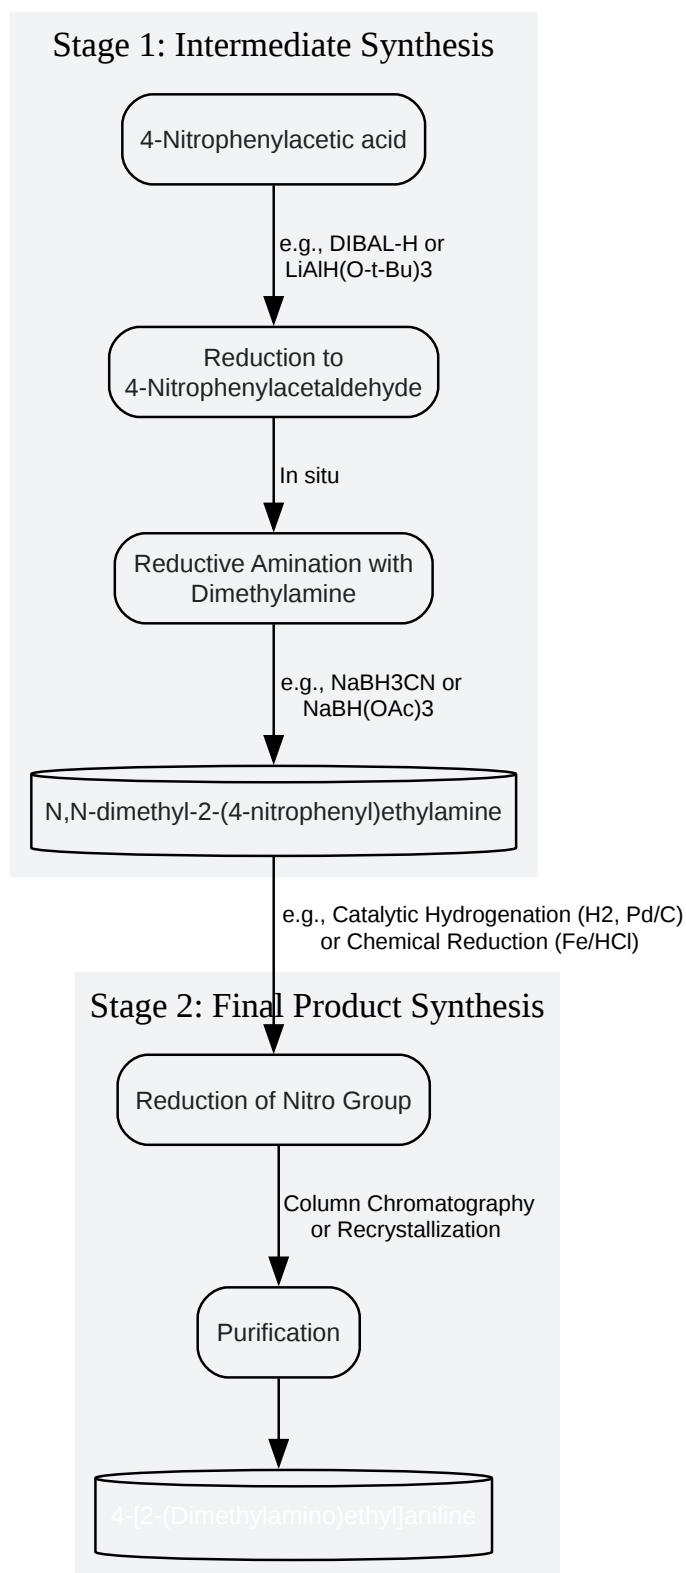 Stage 1: Intermediate Synthesis
4-Nitrophenylacetic acid
e.g., DIBAL-H or
LiAlH(O-t-Bu)3
Reduction to
4-Nitrophenylacetaldehyde
In situ
Reductive Amination with
Dimethylamine
e.g., NaBH3CN or
NaBH(OAc)3
N,N-dimethyl-2-(4-nitrophenyl)ethylamine
e.g., Catalytic Hydrogenation (H2, Pd/C)
or Chemical Reduction (Fe/HCl)
Stage 2: Final Product Synthesis
Reduction of Nitro Group
Column Chromatography
or Recrystallization
Purification
4-[2-(Dimethylamino)ethyl]aniline